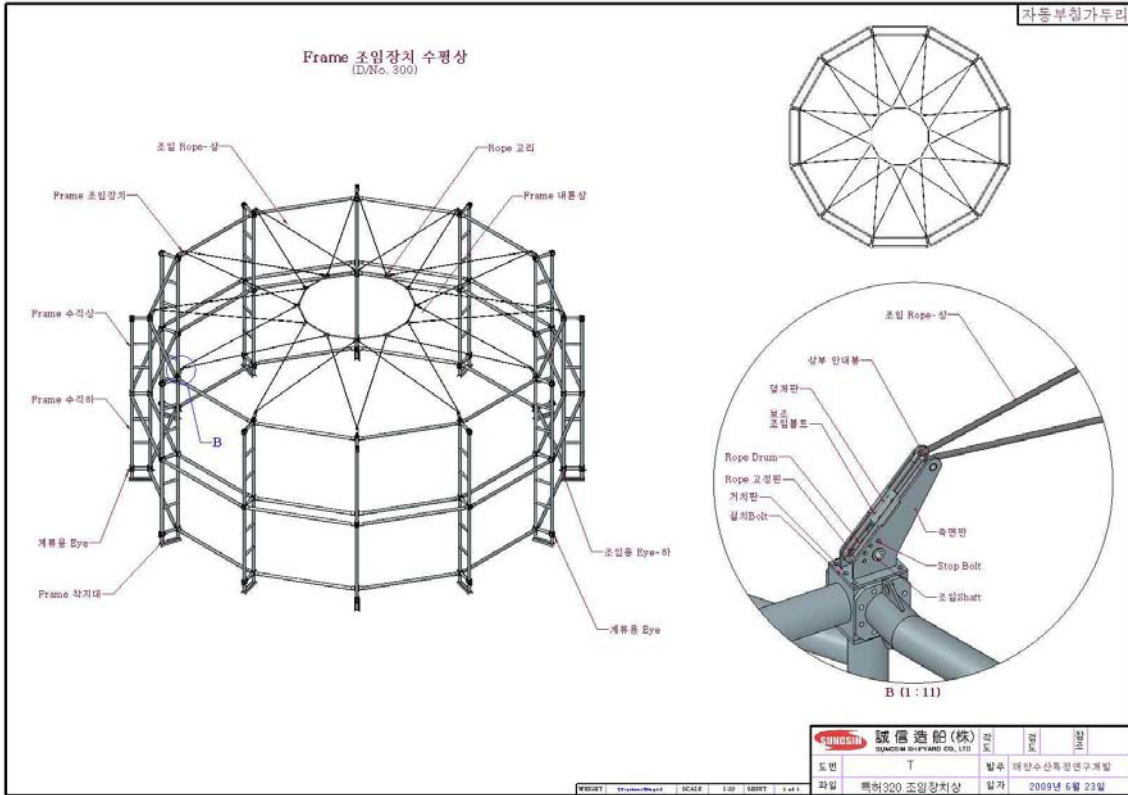 자동부침가두리
Frame 조임장치 수평상
(D/No. 300)
조임 Rope-상
Rope 고리
Frame 조임장치
Frame 내륜상
Frame 수직상
Frame 수직하
B
계류용 Eye
조임용 Eye-하
Frame 착지대
계류용 Eye
조임 Rope-상
상부 안내봉
덮개판
보조
조임볼트
Rope Drum
Rope 고정핀
거치판
설치Bolt
측면판
Stop Bolt
조임Shaft
B (1 : 11)
SUNGSIN
誠信造船(株)
SUNGSIN SHIPYARD CO., LTD
도번 T 발주 해양수산특정연구개발
파일 특허320 조임장치상 일자 2009년 6월 23일
WEIGHT SCALE SHEET 1 of 1